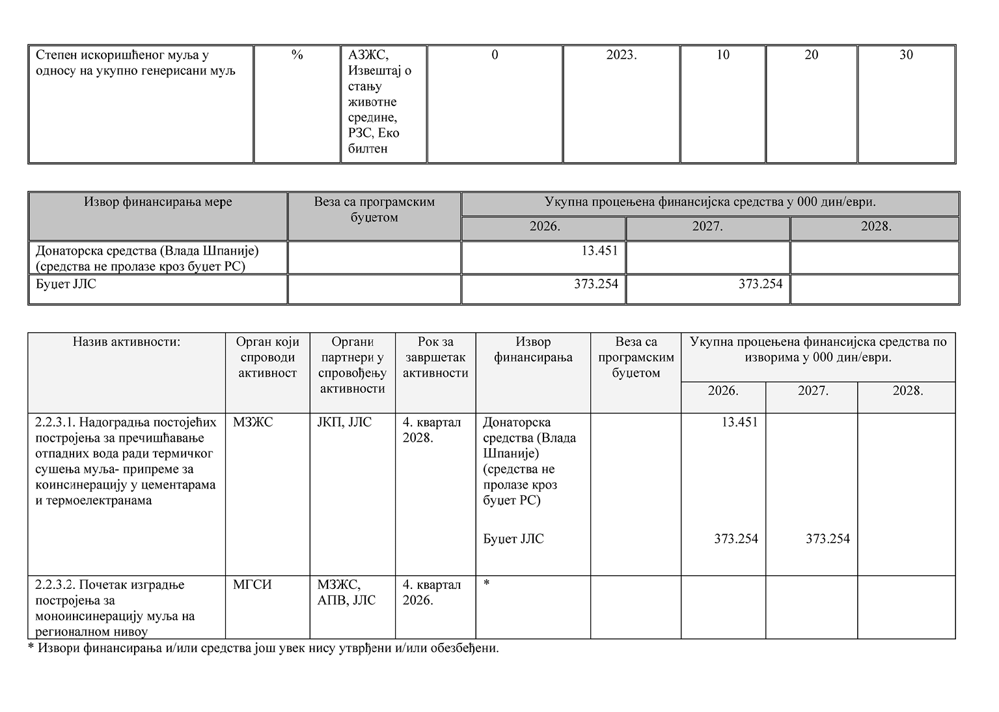 Степен искоришћеног муља у
односу на укупно генерисани муљ
%
АЗЖС,
Извештај о
стању
животне
средине,
РЗС, Еко
билтен
0
2023.
10
20
30
Извор финансирања мере
Веза са програмским
буџетом
Укупна процењена финансијска средства у 000 дин/еври.
2026.
2027.
2028.
Донаторска средства (Влада Шпаније)
(средства не пролазе кроз буџет РС)
13.451
Буџет ЈЛС
373.254
373.254
Назив активности:
Орган који
спроводи
активност
Органи
партнери у
спровођењу
активности
Рок за
завршетак
активности
Извор
финансирања
Веза са
програмским
буџетом
Укупна процењена финансијска средства по
изворима у 000 дин/еври.
2026.
2027.
2028.
2.2.3.1. Надоградња постојећих
постројења за пречишћавање
отпадних вода ради термичког
сушења муља- припреме за
коинсинерацију у цементарама
и термоелектранама
МЗЖС
ЈКП, ЈЛС
4. квартал
2028.
Донаторска
средства (Влада
Шпаније)
(средства не
пролазе кроз
буџет РС)
13.451
Буџет ЈЛС
373.254
373.254
2.2.3.2. Почетак изградње
постројења за
моноинсинерацију муља на
регионалном нивоу
МГСИ
МЗЖС,
АПВ, ЈЛС
4. квартал
2026.
*
* Извори финансирања и/или средства још увек нису утврђени и/или обезбеђени.